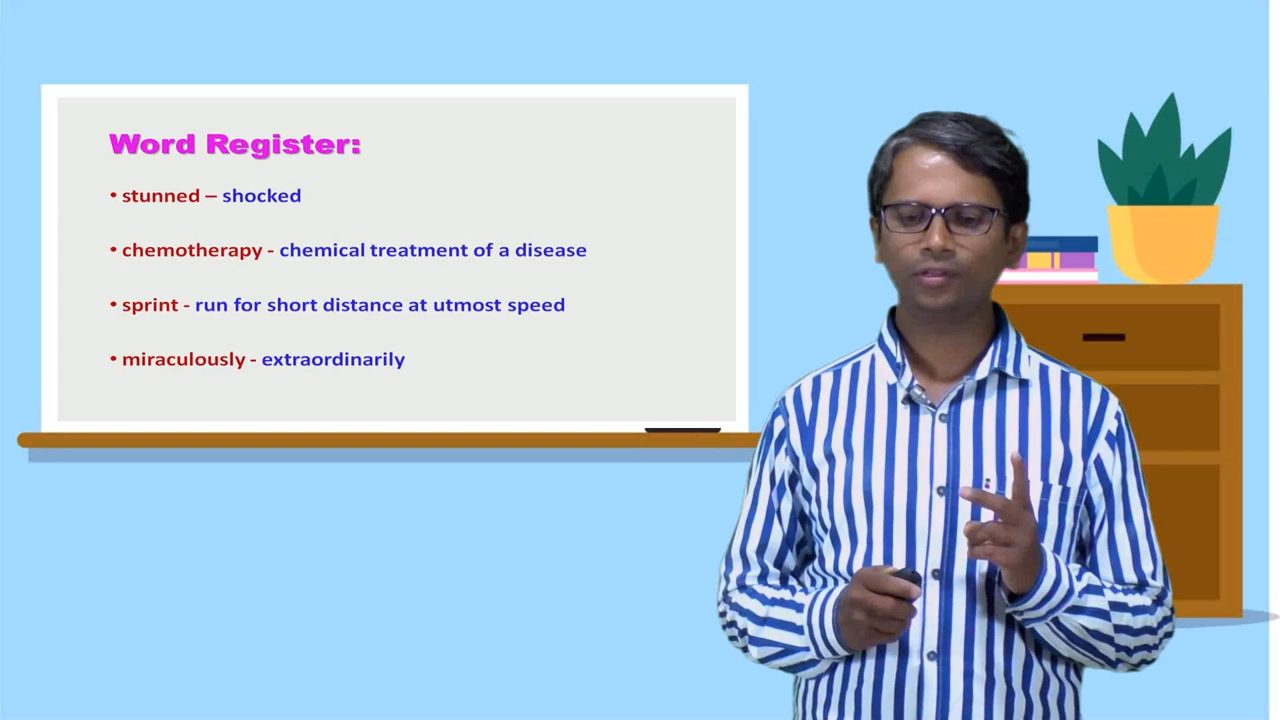 Word Register:
• stunned – shocked
• chemotherapy - chemical treatment of a disease
• sprint - run for short distance at utmost speed
• miraculously - extraordinarily